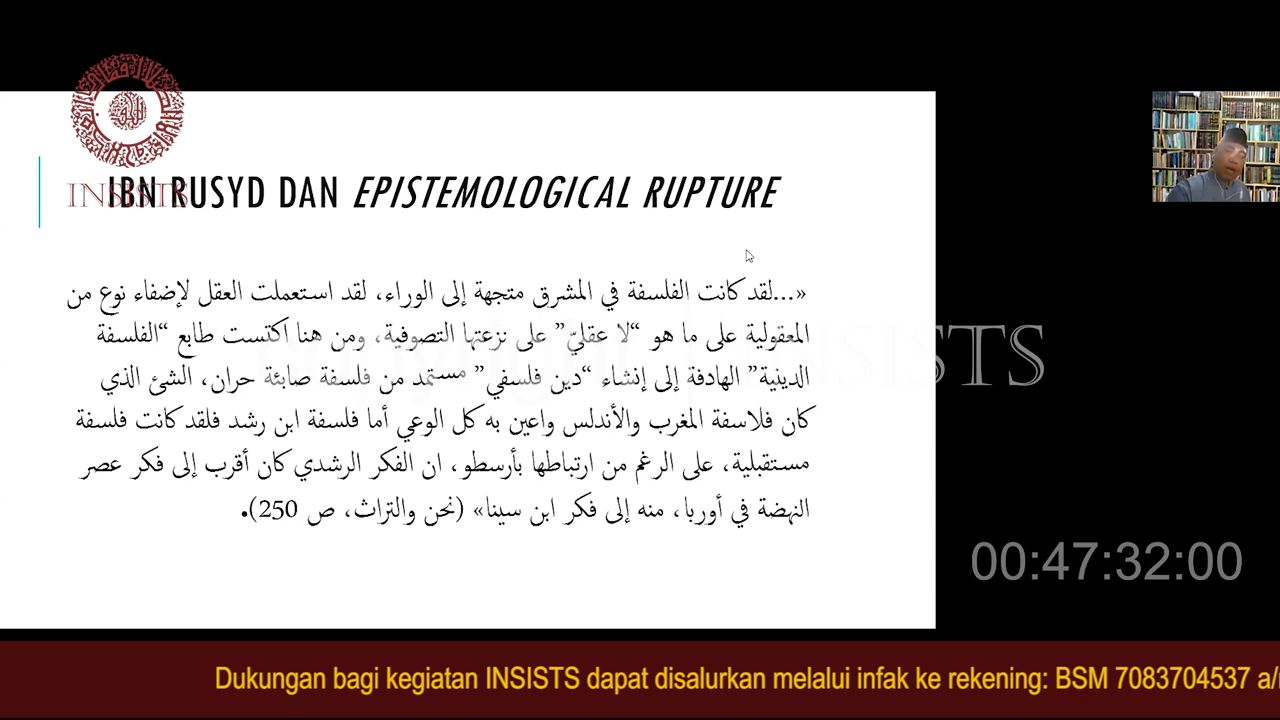 INSISTS
IBN RUSYD DAN EPISTEMOLOGICAL RUPTURE
«...لقد كانت الفلسفة في المشرق متجهة إلى الوراء، لقد استعملت العقل لإضفاء نوع من
المعقولية على ما هو “لا عقليّ” على نزعتها التصوفية، ومن هنا اكتست طابع “الفلسفة
الدينية” الهادفة إلى إنشاء “دين فلسفي” مستمد من فلسفة صابئة حران، الشئ الذي
كان فلاسفة المغرب والأندلس واعين به كل الوعي أما فلسفة ابن رشد فلقد كانت فلسفة
مستقبلية، على الرغم من ارتباطها بأرسطو، ان الفكر الرشدي كان أقرب إلى فكر عصر
النهضة في أوربا، منه إلى فكر ابن سينا» (نحن والتراث، ص 250).
copyright INSISTS
00:47:32:00
Dukungan bagi kegiatan INSISTS dapat disalurkan melalui infak ke rekening: BSM 7083704537